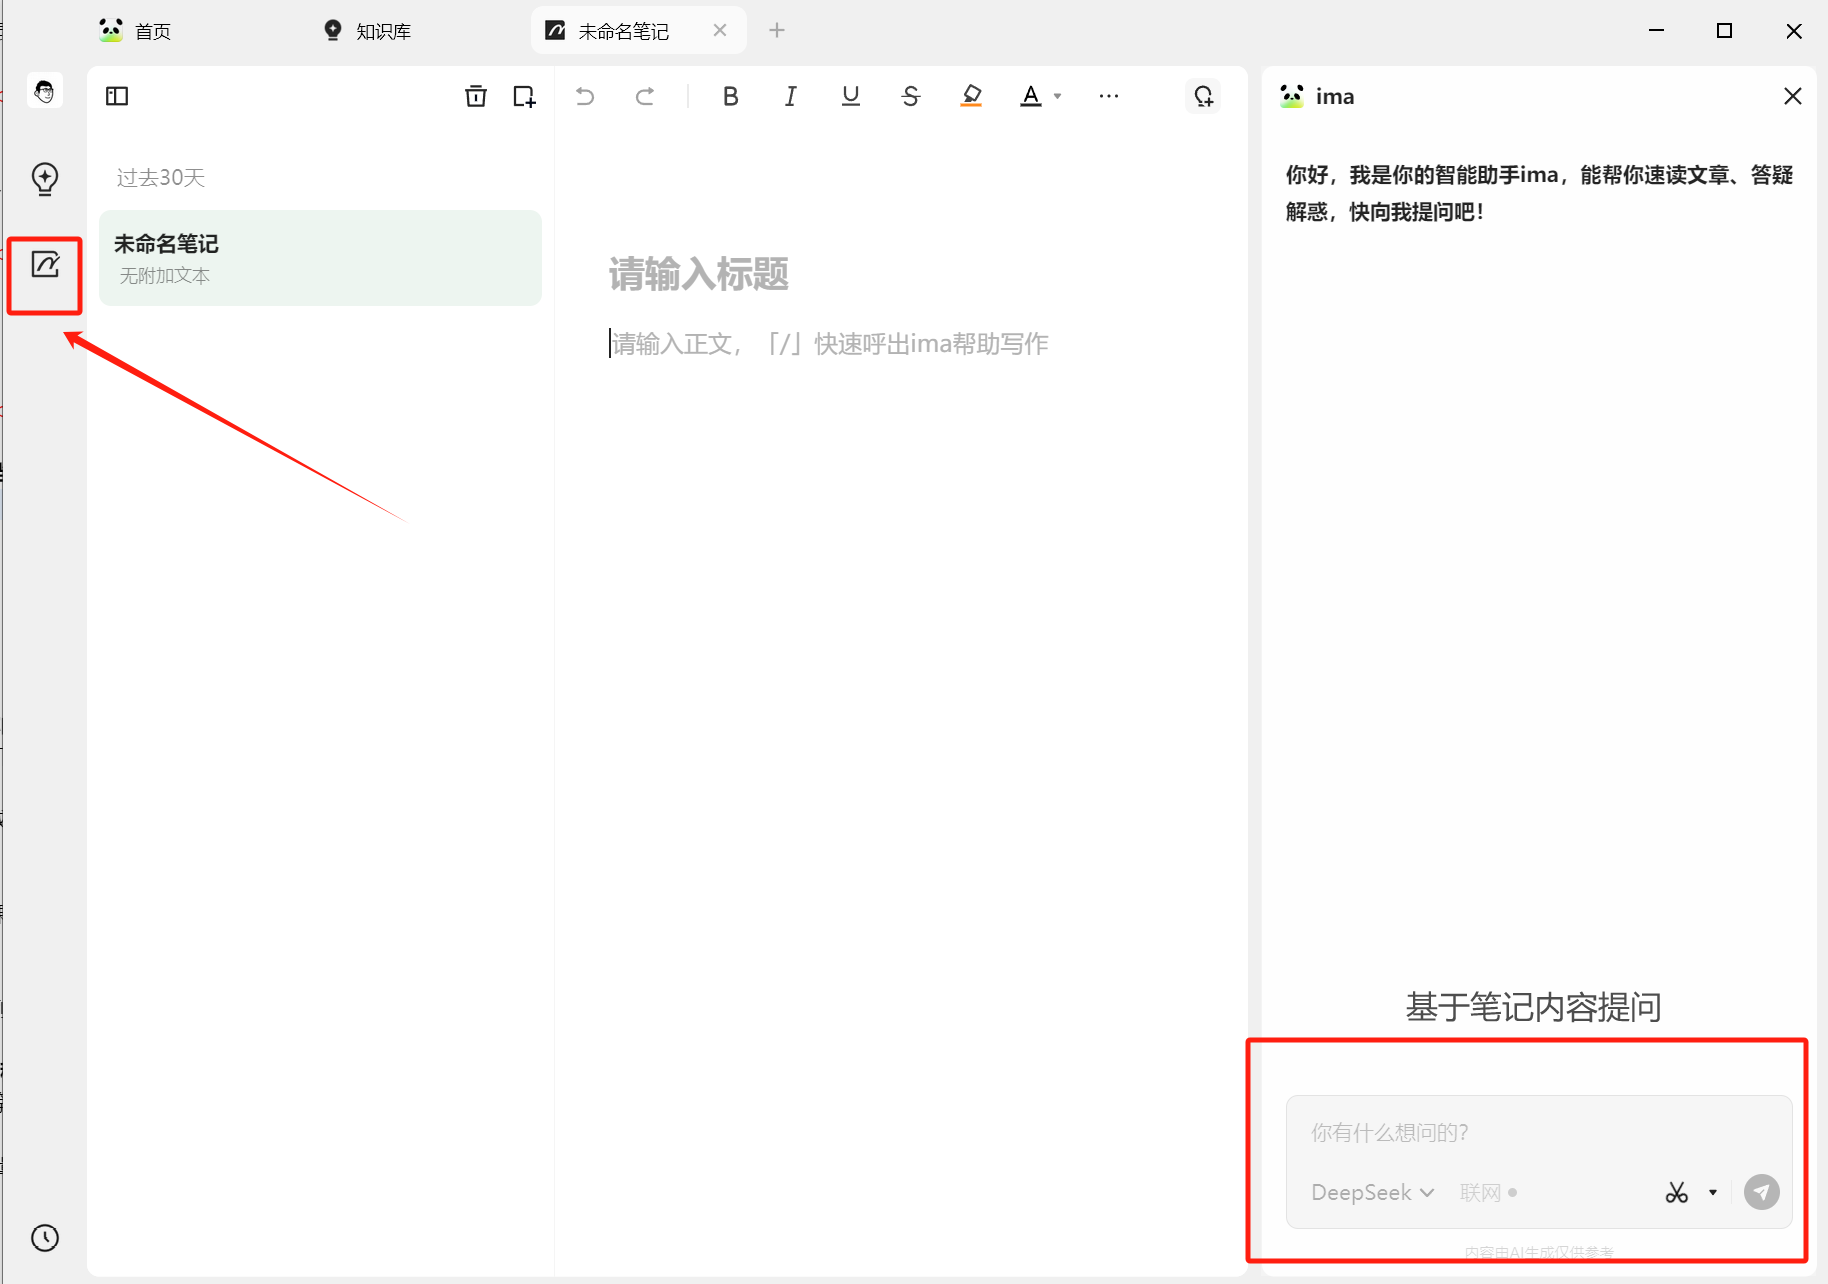 首页
知识库
未命名笔记
过去30天
未命名笔记
无附加文本
B I U S A
请输入标题
请输入正文，「/」快速呼出ima帮助写作
ima
你好，我是你的智能助手ima，能帮你速读文章、答疑
解惑，快向我提问吧！
基于笔记内容提问
你有什么想问的？
DeepSeek
联网
内容由AI生成仅供参考